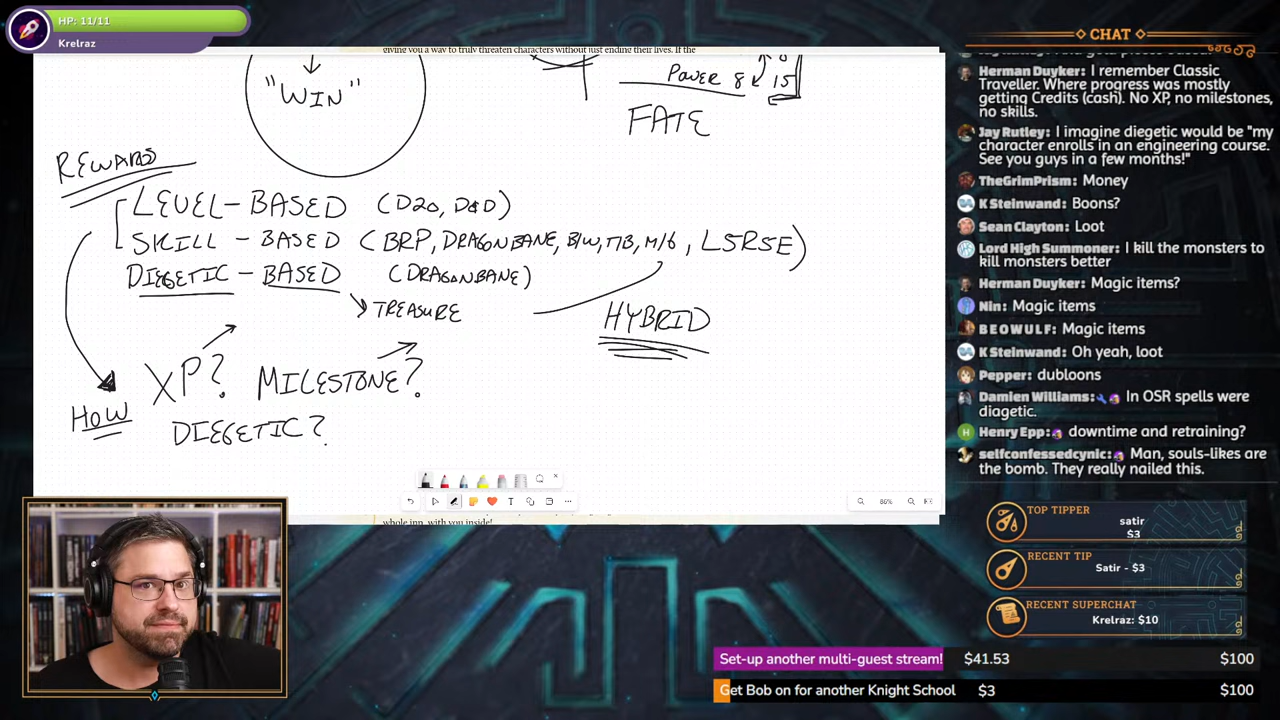 HP: 11/11
Krelraz
giving you a way to truly threaten characters without just ending their lives. If the
"WIN"
POWER 8
15
FATE
REWARDS
LEVEL-BASED (D20, D&D)
SKILL - BASED (BRP, DRAGONBANE, B/W, T/B, M/G, L5R5E)
DIEGETIC - BASED (DRAGONBANE)
TREASURE
HYBRID
XP? MILESTONE?
HOW
DIEGETIC?
T
86%
whole inn, with you inside!
CHAT
Herman Duyker: I remember Classic
Traveller. Where progress was mostly
getting Credits (cash). No XP, no milestones,
no skills.
Jay Rutley: I imagine diegetic would be "my
character enrolls in an engineering course.
See you guys in a few months!"
TheGrimPrism: Money
K Steinwand: Boons?
Sean Clayton: Loot
Lord High Summoner: I kill the monsters to
kill monsters better
Herman Duyker: Magic items?
Nin: Magic items
B E O W U L F: Magic items
K Steinwand: Oh yeah, loot
Pepper: dubloons
Damien Williams: In OSR spells were
diagetic.
H
Henry Epp: downtime and retraining?
selfconfessedcynic: Man, souls-likes are
the bomb. They really nailed this.
TOP TIPPER
satir
$3
RECENT TIP
Satir - $3
RECENT SUPERCHAT
Krelraz: $10
Set-up another multi-guest stream! $41.53 $100
Get Bob on for another Knight School $3 $100